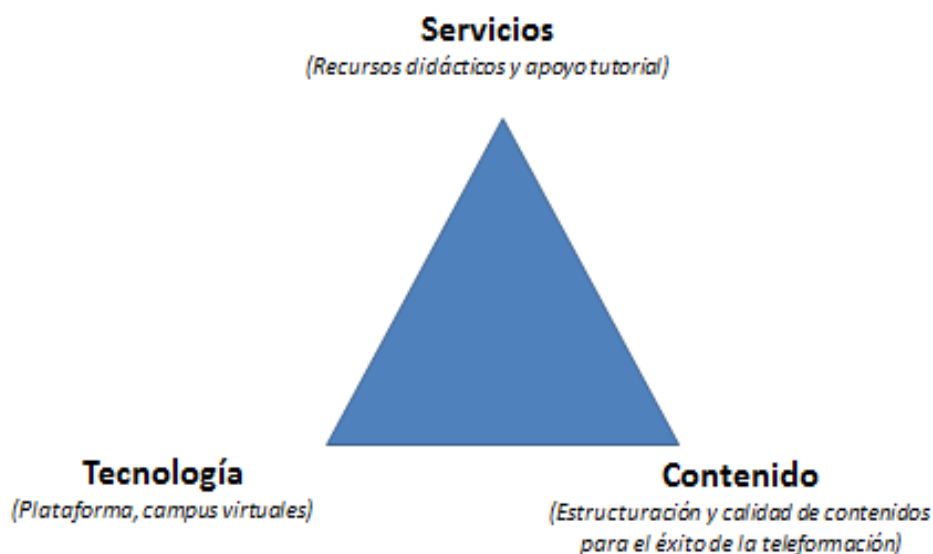 Servicios
(Recursos didácticos y apoyo tutorial)
Tecnología
(Plataforma, campus virtuales)
Contenido
(Estructuración y calidad de contenidos
para el éxito de la teleformación)